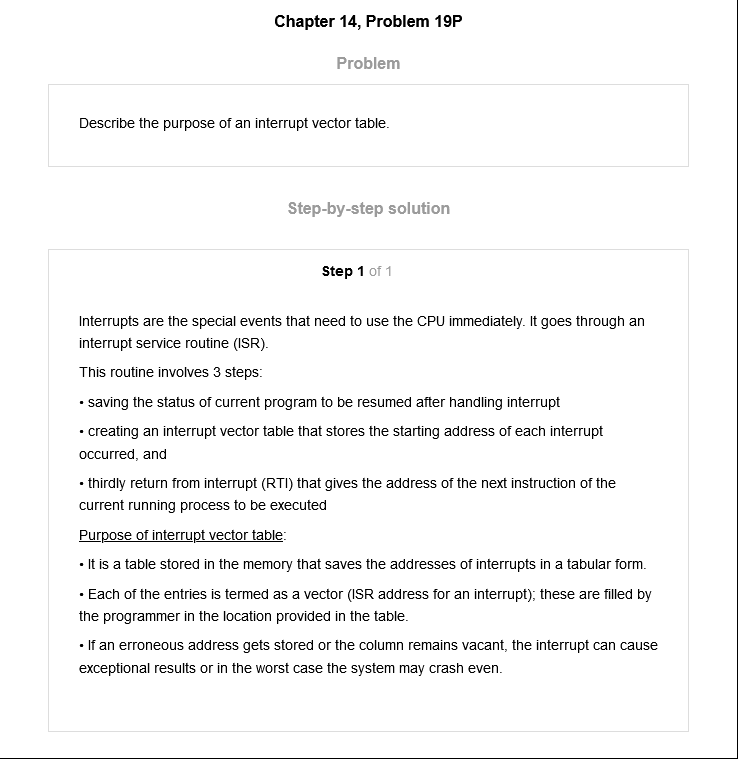 Chapter 14, Problem 19P
Problem
Describe the purpose of an interrupt vector table.
Step-by-step solution
Step 1 of 1
Interrupts are the special events that need to use the CPU immediately. It goes through an
interrupt service routine (ISR).
This routine involves 3 steps:
• saving the status of current program to be resumed after handling interrupt
• creating an interrupt vector table that stores the starting address of each interrupt
occurred, and
• thirdly return from interrupt (RTI) that gives the address of the next instruction of the
current running process to be executed
Purpose of interrupt vector table:
• It is a table stored in the memory that saves the addresses of interrupts in a tabular form.
• Each of the entries is termed as a vector (ISR address for an interrupt); these are filled by
the programmer in the location provided in the table.
• If an erroneous address gets stored or the column remains vacant, the interrupt can cause
exceptional results or in the worst case the system may crash even.